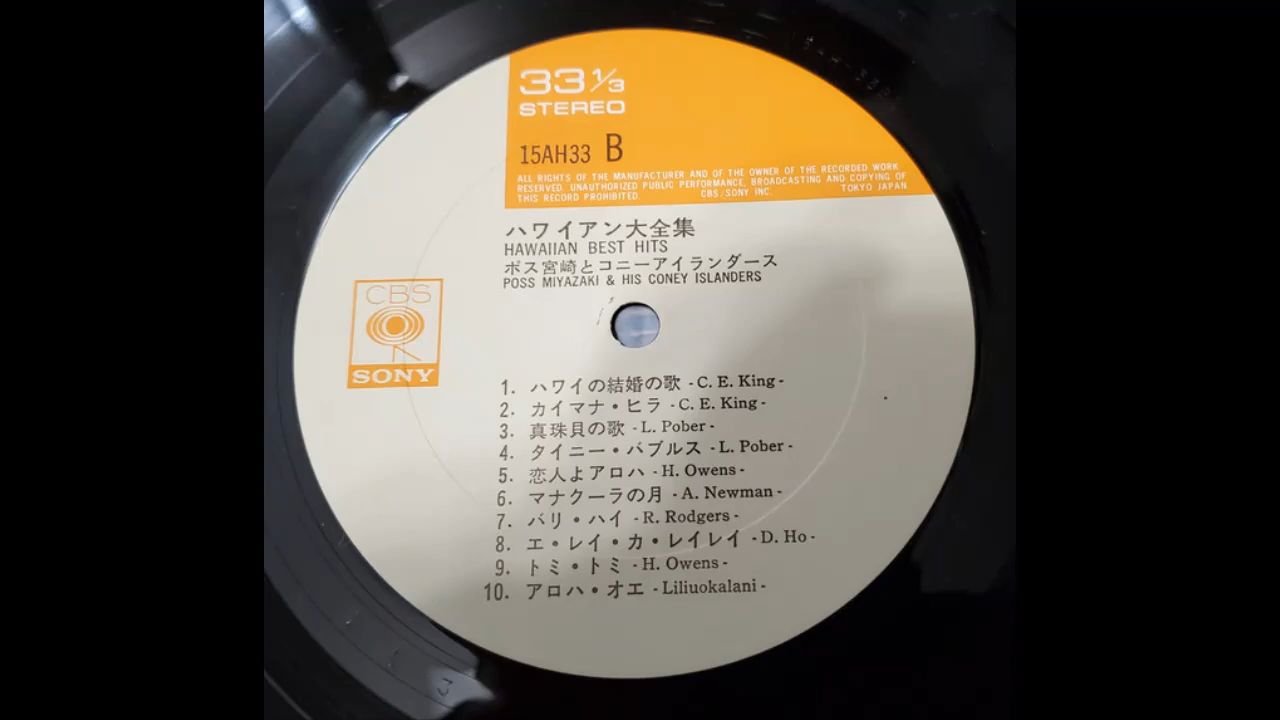 33 1/3
STEREO
15AH33 B
ALL RIGHTS OF THE MANUFACTURER AND OF THE OWNER OF THE RECORDED WORK
RESERVED. UNAUTHORIZED PUBLIC PERFORMANCE, BROADCASTING AND COPYING OF
THIS RECORD PROHIBITED. CBS/SONY INC. TOKYO JAPAN
ハワイアン大全集
HAWAIIAN BEST HITS
ポス宮崎とコニーアイランダース
POSS MIYAZAKI & HIS CONEY ISLANDERS
CBS
SONY
1. ハワイの結婚の歌 - C. E. King -
2. カイマナ・ヒラ - C. E. King -
3. 真珠貝の歌 - L. Pober -
4. タイニー・バブルス - L. Pober -
5. 恋人よアロハ - H. Owens -
6. マナクーラの月 - A. Newman -
7. バリ・ハイ - R. Rodgers -
8. エ・レイ・カ・レイレイ - D. Ho -
9. トミ・トミ - H. Owens -
10. アロハ・オエ - Liliuokalani -